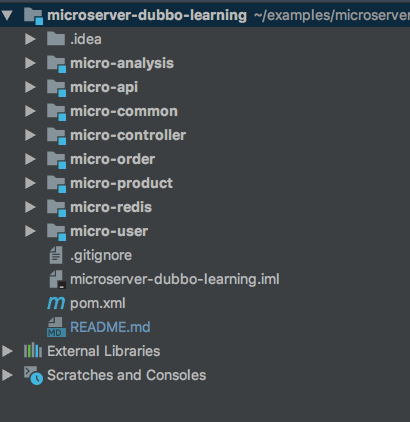 microserver-dubbo-learning ~/examples/microserver
.idea
micro-analysis
micro-api
micro-common
micro-controller
micro-order
micro-product
micro-redis
micro-user
.gitignore
microserver-dubbo-learning.iml
m pom.xml
MD README.md
External Libraries
Scratches and Consoles